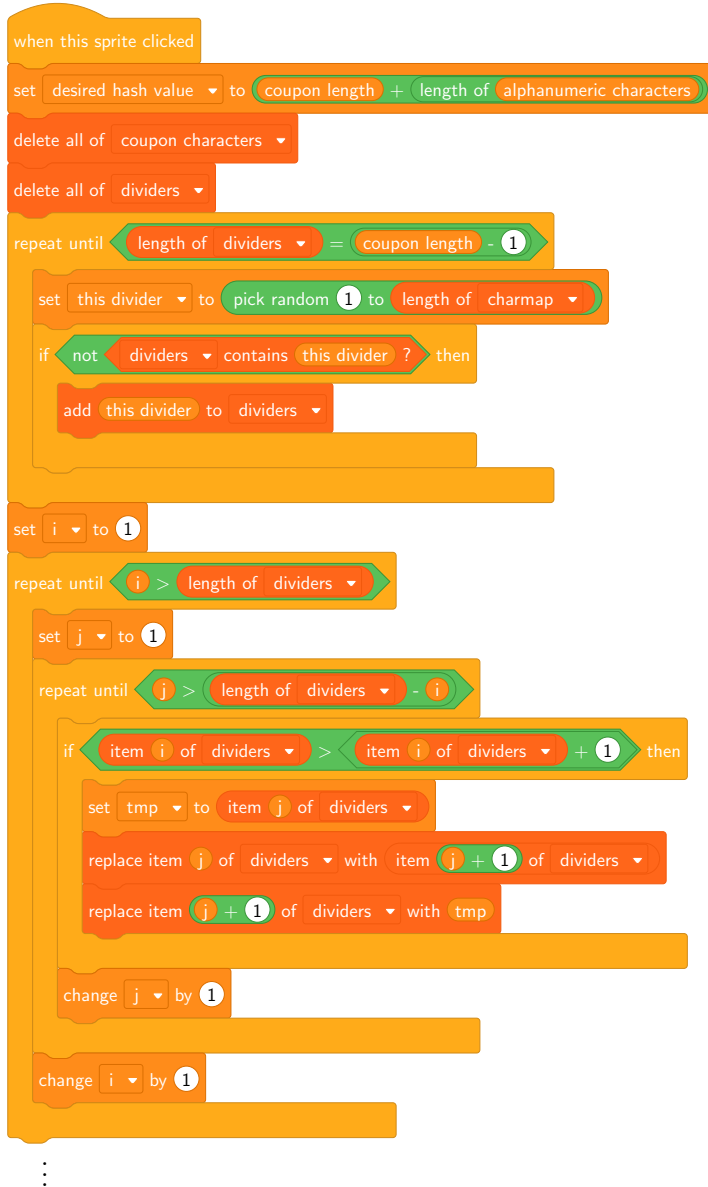 when this sprite clicked
set desired hash value to coupon length + length of alphanumeric characters
delete all of coupon characters
delete all of dividers
repeat until length of dividers = coupon length - 1
set this divider to pick random 1 to length of charmap
if not dividers contains this divider ? then
add this divider to dividers
set i to 1
repeat until i > length of dividers
set j to 1
repeat until j > length of dividers - i
if item i of dividers > item i of dividers + 1 then
set tmp to item j of dividers
replace item j of dividers with item j + 1 of dividers
replace item j + 1 of dividers with tmp
change j by 1
change i by 1
⋮